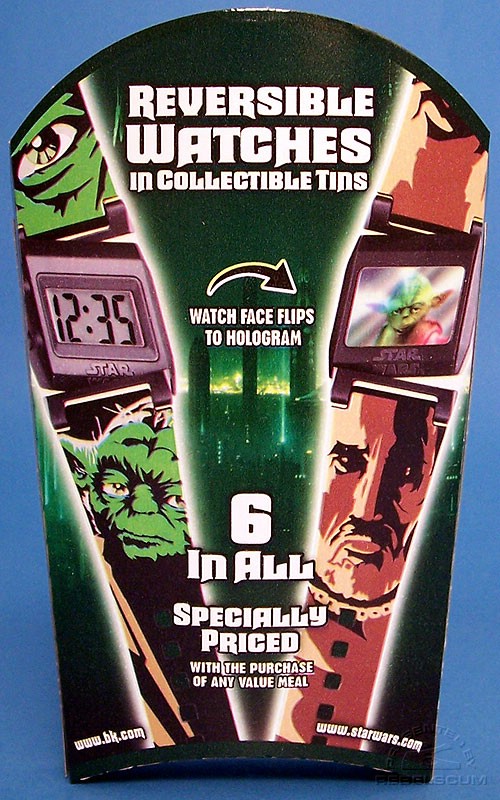 REVERSIBLE
WATCHES
IN COLLECTIBLE TINS
WATCH FACE FLIPS
TO HOLOGRAM
12:35
STAR
WARS
STAR
WARS
6
IN ALL
SPECIALLY
PRICED
WITH THE PURCHASE
OF ANY VALUE MEAL
www.bk.com
www.starwars.com
REBELSCUM